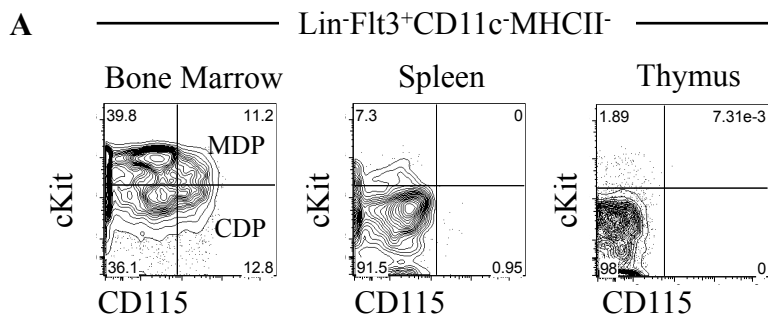 A
Lin⁻Flt3⁺CD11c⁻MHCII⁻
Bone Marrow
Spleen
Thymus
39.8
11.2
MDP
CDP
36.1
12.8
cKit
CD115
7.3
0
91.5
0.95
cKit
CD115
1.89
7.31e-3
98
0
cKit
CD115